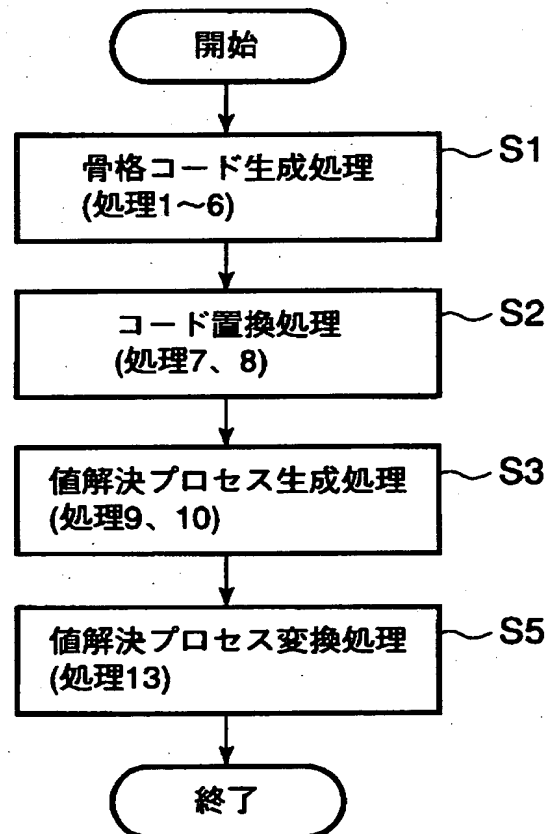 開始
骨格コード生成処理
(処理1〜6)
S1
コード置換処理
(処理7、8)
S2
値解決プロセス生成処理
(処理9、10)
S3
値解決プロセス変換処理
(処理13)
S5
終了